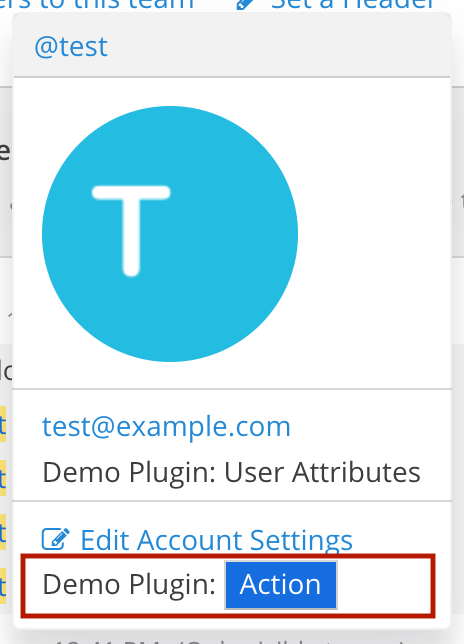 ers to this team Set a Header
@test
T
test@example.com
Demo Plugin: User Attributes
Edit Account Settings
Demo Plugin: Action